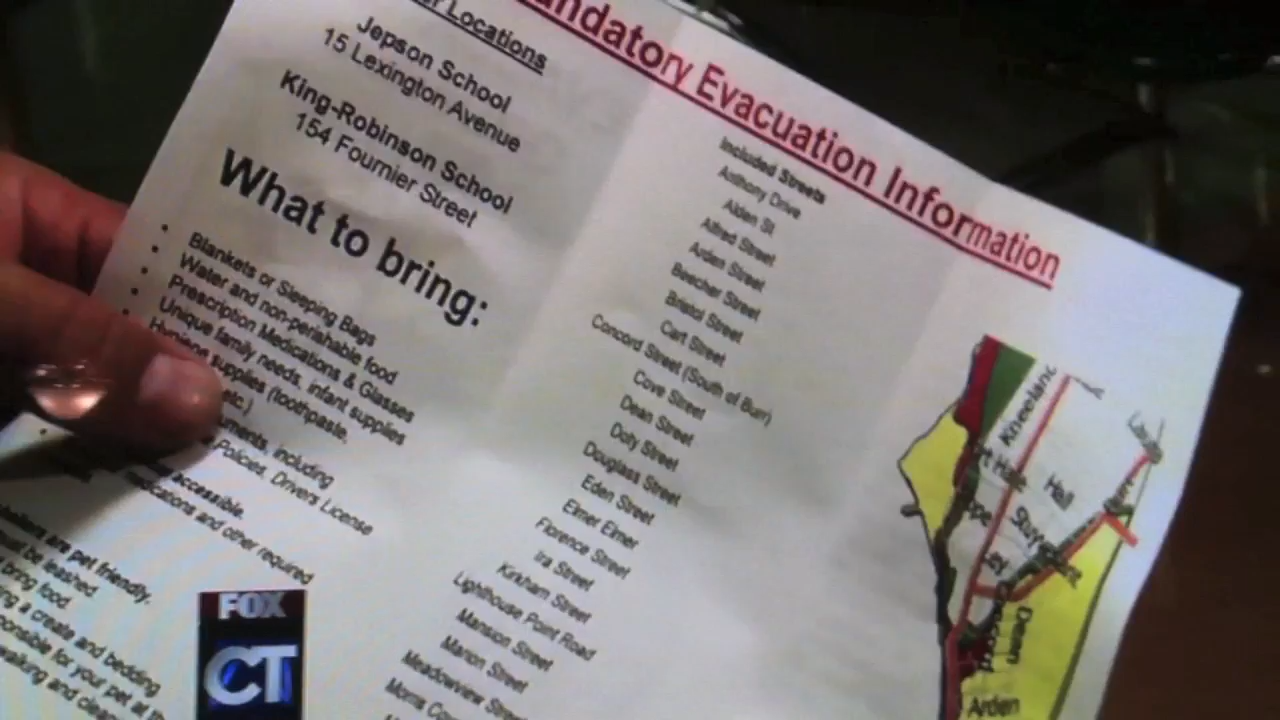 Locations
Jepson School
15 Lexington Avenue
King-Robinson School
154 Fournier Street
What to bring:
Blankets or Sleeping Bags
Water and non-perishable food
Prescription Medications & Glasses
Unique family needs, infant supplies
Hygiene supplies (toothpaste,
etc.)
including
Policies, Drivers License
accessible.
and other required
are pet friendly.
must be leashed
bring food
a create and bedding
for your pet at
walking and
Mandatory Evacuation Information
Included Streets
Anthony Drive
Alden St
Alfred Street
Arden Street
Beecher Street
Bristol Street
Cart Street
Concord Street (South of Burr)
Cove Street
Dean Street
Doty Street
Douglass Street
Eden Street
Elmer Elmer
Florence Street
Ira Street
Kirkham Street
Lighthouse Point Road
Mansion Street
Marion Street
Meadowview Street
Morris
Kneeland
Hall
Dean
Arden
FOX
CT